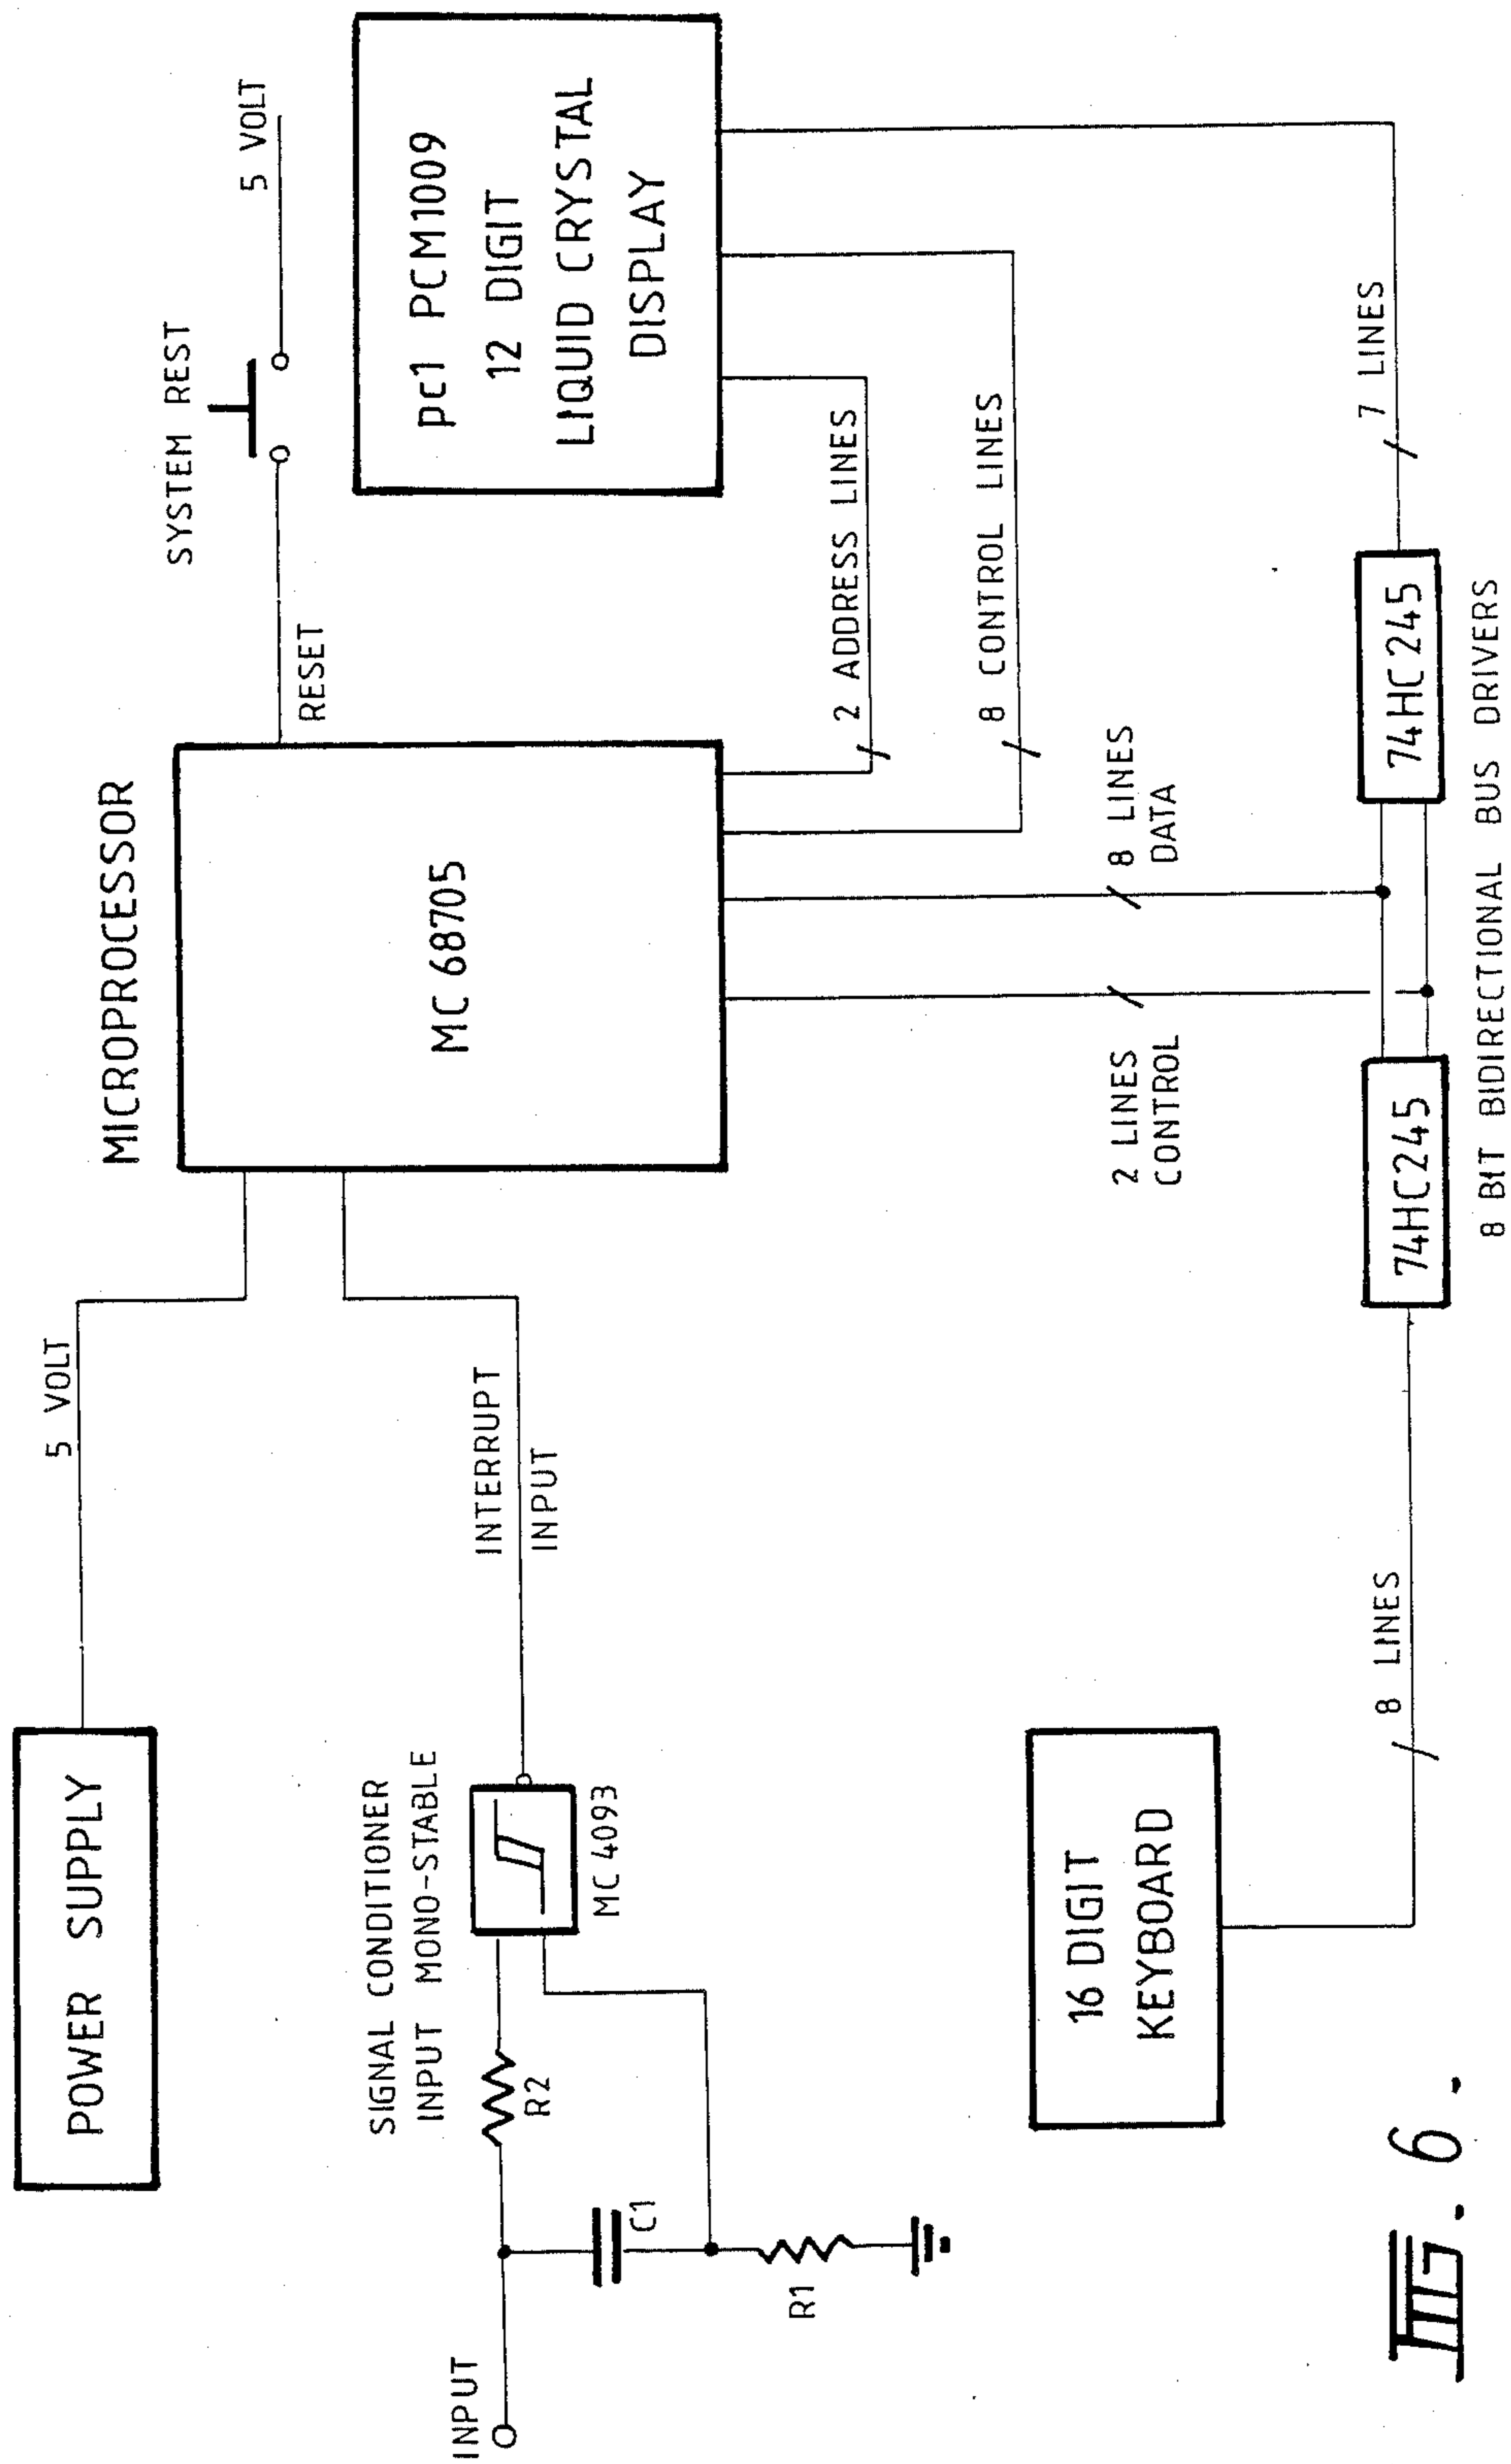 POWER SUPPLY
5 VOLT
MICROPROCESSOR
MC 68705
SYSTEM REST
5 VOLT
RESET
pc1 PCM1009
12 DIGIT
LIQUID CRYSTAL
DISPLAY
INPUT
SIGNAL CONDITIONER
INPUT MONO-STABLE
R2
C1
R1
MC 4093
INTERRUPT
INPUT
2 ADDRESS LINES
8 CONTROL LINES
2 LINES
CONTROL
8 LINES
DATA
16 DIGIT
KEYBOARD
8 LINES
74HC245
74HC245
7 LINES
8 BIT BIDIRECTIONAL BUS DRIVERS
6.